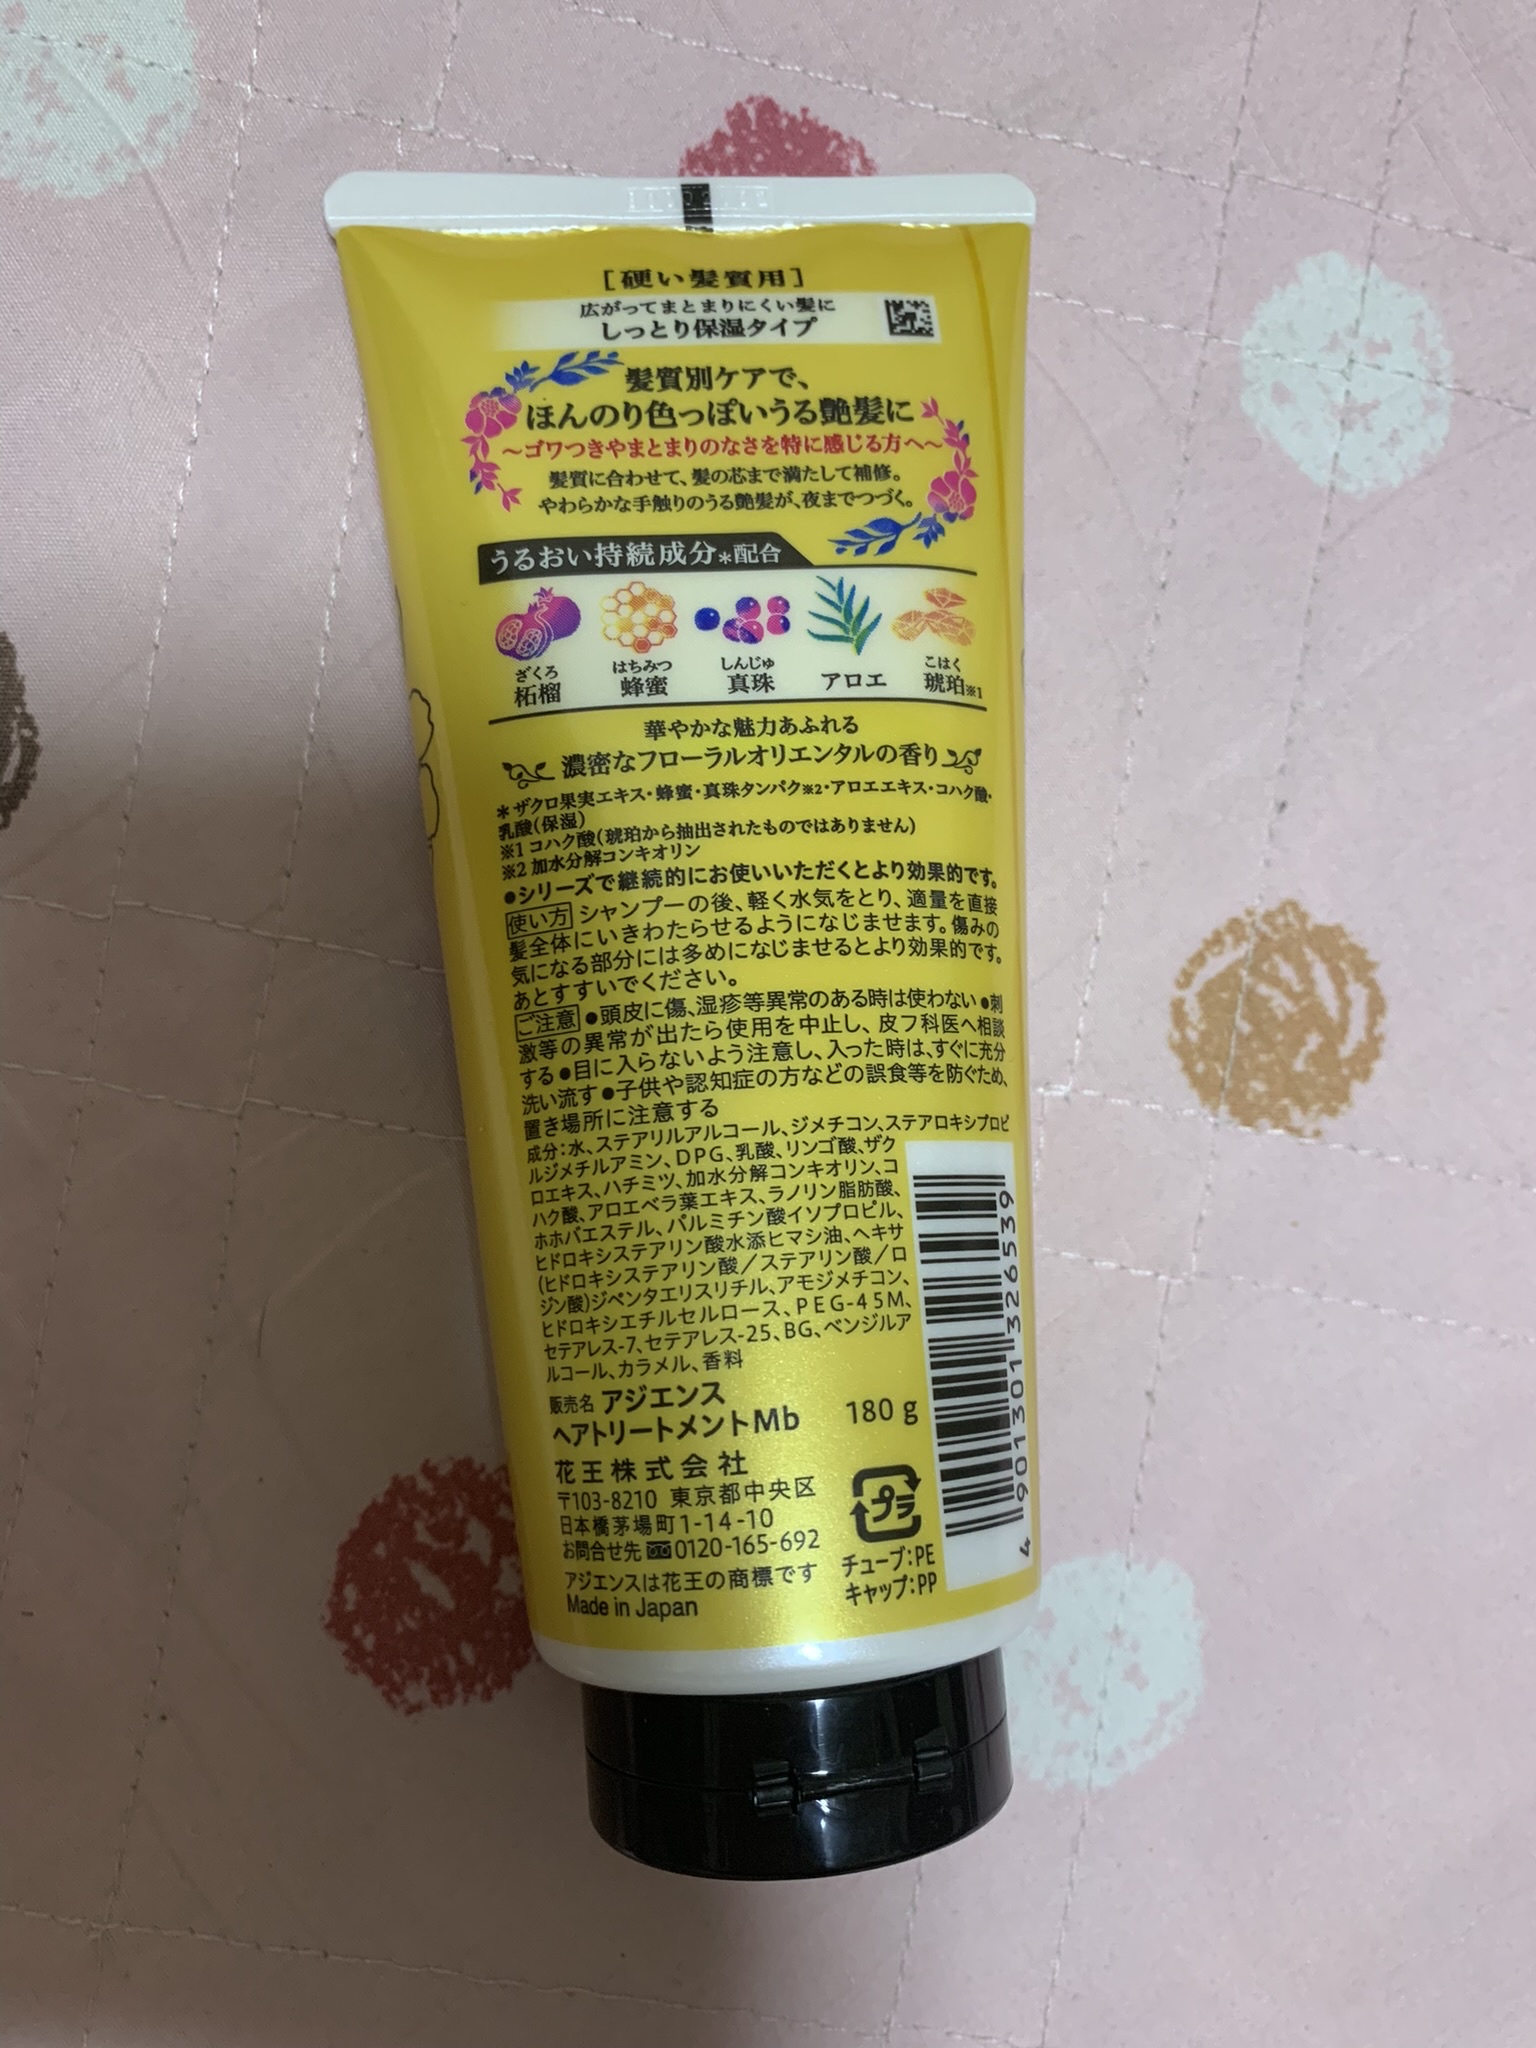 [硬い髪質用]
広がってまとまりにくい髪に
しっとり保湿タイプ
髪質別ケアで、
ほんのり色っぽいうる艶髪に
～ゴワつきやまとまりのなさを特に感じる方へ～
髪質に合わせて、髪の芯まで満たして補修。
やわらかな手触りのうる艶髪が、夜までつづく。
うるおい持続成分*配合
ざくろ はちみつ しんじゅ こはく
柘榴 蜂蜜 真珠 アロエ 琥珀※1
華やかな魅力あふれる
濃密なフローラルオリエンタルの香り
*ザクロ果実エキス・蜂蜜・真珠タンパク※2・アロエエキス・コハク酸・
乳酸(保湿)
※1 コハク酸(琥珀から抽出されたものではありません)
※2 加水分解コンキオリン
●シリーズで継続的にお使いいただくとより効果的です。
使い方 シャンプーの後、軽く水気をとり、適量を直接
髪全体にいきわたらせるようになじませます。傷みの
気になる部分には多めになじませるとより効果的です。
あとすすいでください。
ご注意 ●頭皮に傷、湿疹等異常のある時は使わない●刺
激等の異常が出たら使用を中止し、皮フ科医へ相談
する●目に入らないよう注意し、入った時は、すぐに充分
洗い流す●子供や認知症の方などの誤食等を防ぐため、
置き場所に注意する
成分:水、ステアリルアルコール、ジメチコン、ステアロキシプロピ
ルジメチルアミン、DPG、乳酸、リンゴ酸、ザク
ロエキス、ハチミツ、加水分解コンキオリン、コ
ハク酸、アロエベラ葉エキス、ラノリン脂肪酸、
ホホバエステル、パルミチン酸イソプロピル、
ヒドロキシステアリン酸水添ヒマシ油、ヘキサ
(ヒドロキシステアリン酸/ステアリン酸/ロ
ジン酸)ジペンタエリスリチル、アモジメチコン、
ヒドロキシエチルセルロース、PEG-45M、
セテアレス-7、セテアレス-25、BG、ベンジルア
ルコール、カラメル、香料
販売名 アジエンス
ヘアトリートメントMb 180 g
花王株式会社
〒103-8210 東京都中央区
日本橋茅場町1-14-10
お問合せ先 0120-165-692
アジエンスは花王の商標です
Made in Japan
プラ
チューブ:PE
キャップ:PP
4 901301 326539